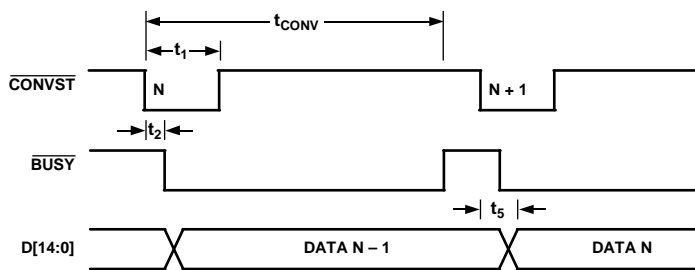 tCONV
t1
CONVST
N
N + 1
t2
BUSY
t5
D[14:0]
DATA N – 1
DATA N